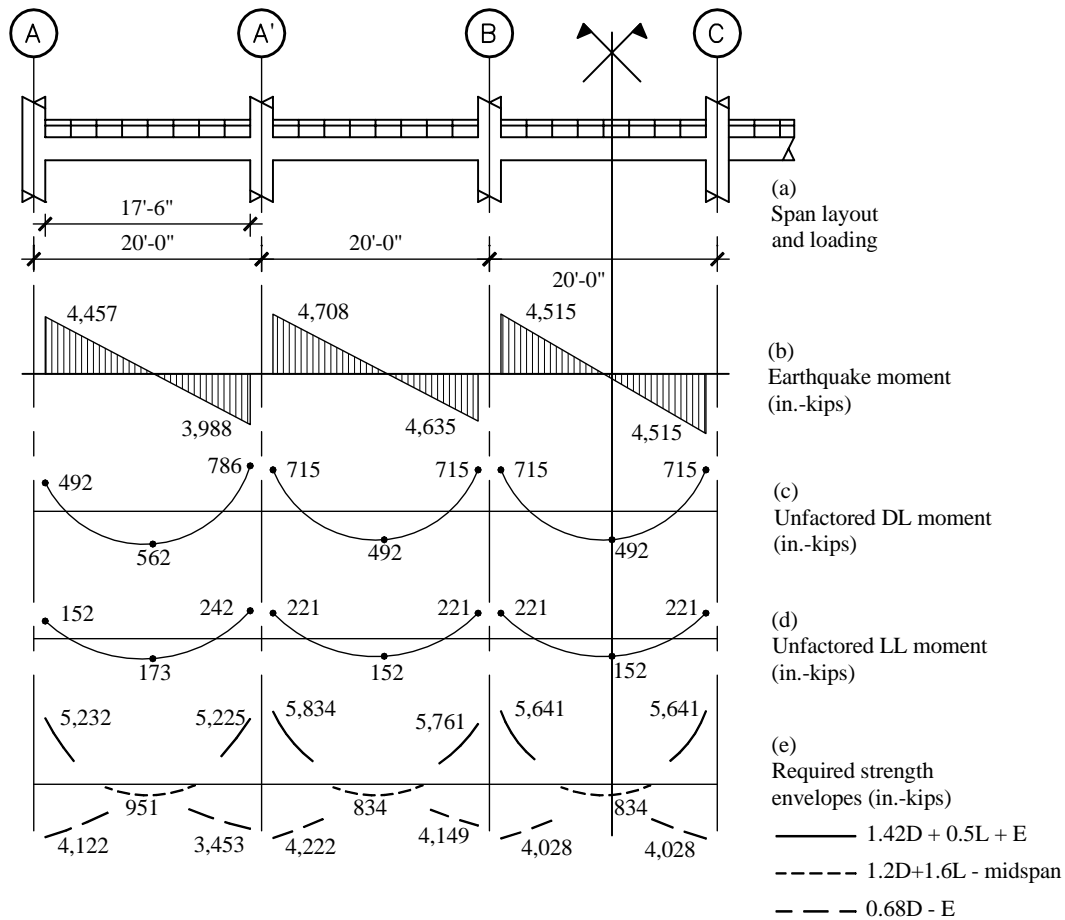 A
A'
B
C
17'-6"
20'-0"
20'-0"
20'-0"
(a)
Span layout
and loading
4,457
3,988
4,708
4,635
4,515
4,515
(b)
Earthquake moment
(in.-kips)
492
786
562
715
715
492
715
715
492
(c)
Unfactored DL moment
(in.-kips)
152
242
173
221
221
152
221
221
152
(d)
Unfactored LL moment
(in.-kips)
5,232
5,225
5,834
5,761
5,641
5,641
951
834
834
4,122
3,453
4,222
4,149
4,028
4,028
(e)
Required strength
envelopes (in.-kips)
1.42D + 0.5L + E
1.2D+1.6L - midspan
0.68D - E